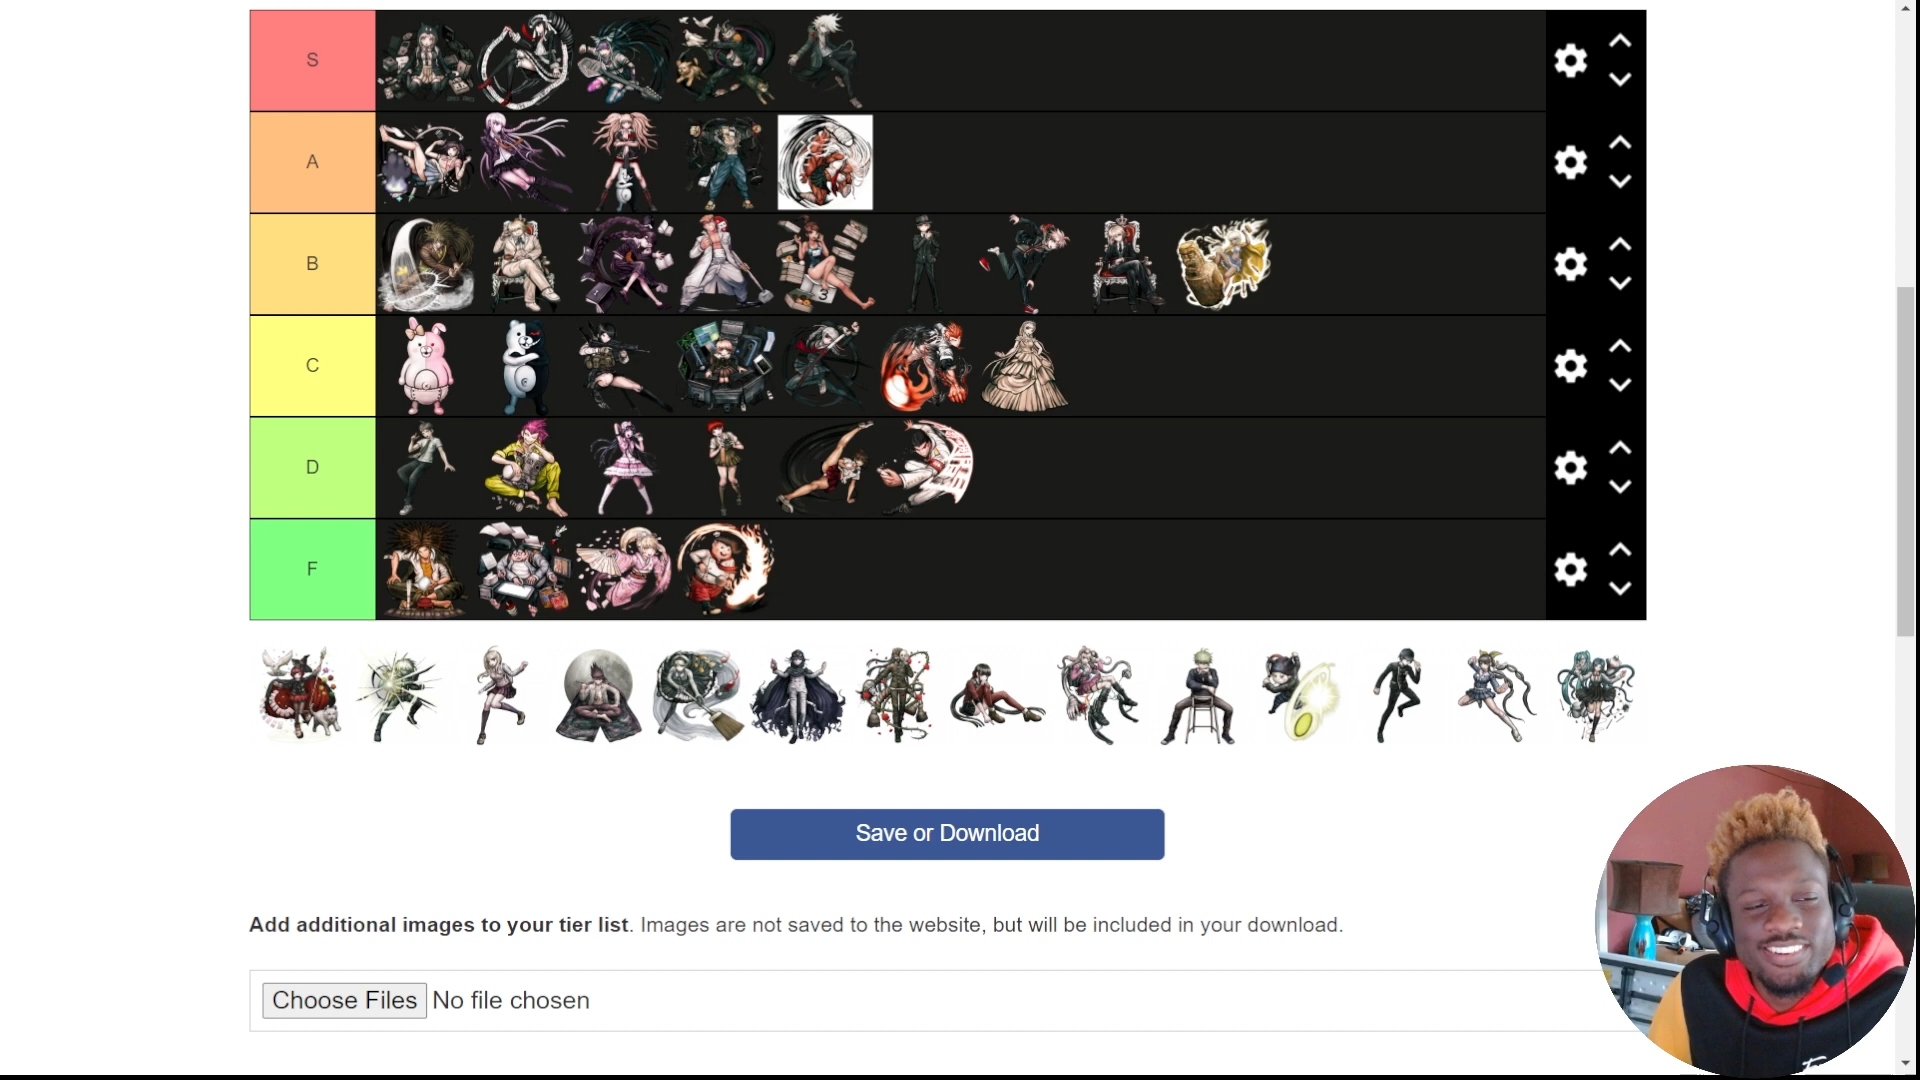 S
A
B
3
C
D
F
Save or Download
Add additional images to your tier list. Images are not saved to the website, but will be included in your download.
Choose Files No file chosen